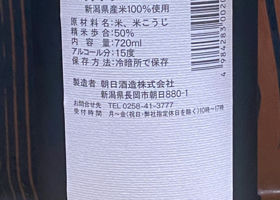 新潟県産米100%使用
原材料名：米、米こうじ
精米歩合：50%
内容量：720ml
アルコール分：15度
保存方法：冷暗所で保存
製造者 朝日酒造株式会社
新潟県長岡市朝日880-1
お問合せ先 TEL 0258-41-3777
受付時間 月～金(祝日・弊社指定休日を除く)10時～17時
4984283002